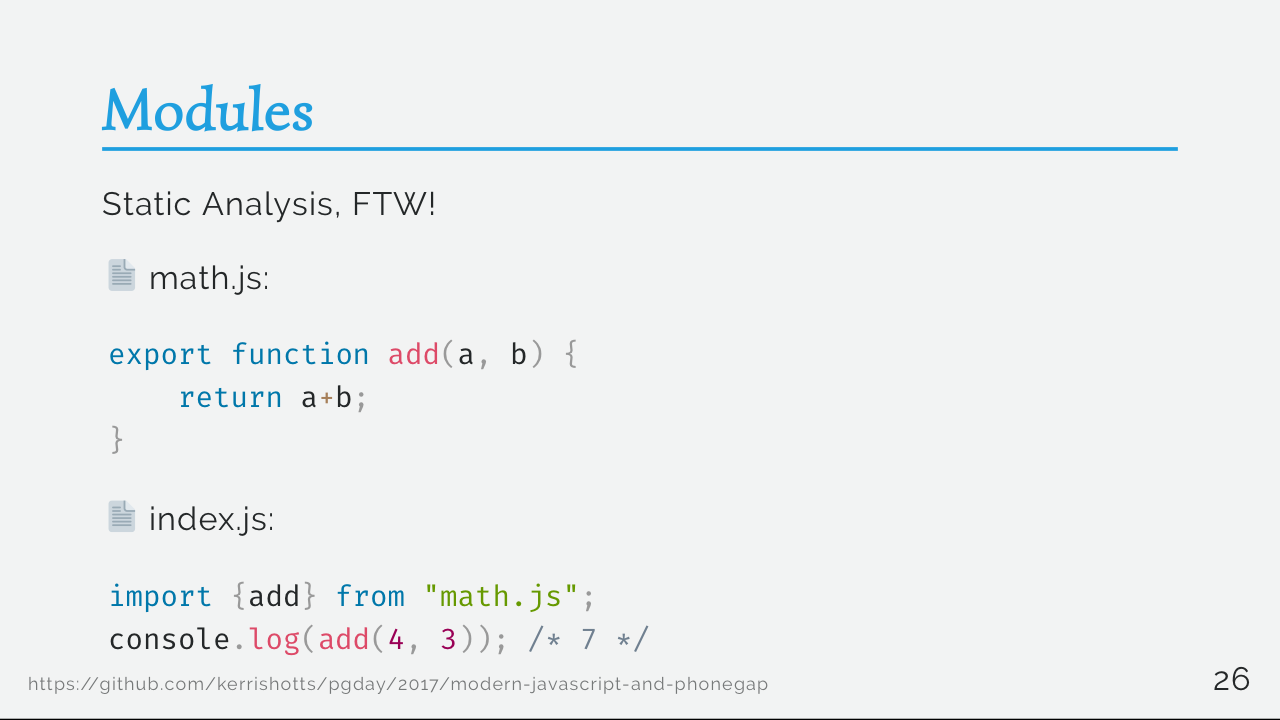 Modules
Static Analysis, FTW!
math.js:
export function add(a, b) {
    return a+b;
}
index.js:
import {add} from "math.js";
console.log(add(4, 3)); /* 7 */
https://github.com/kerrishotts/pgday/2017/modern-javascript-and-phonegap
26